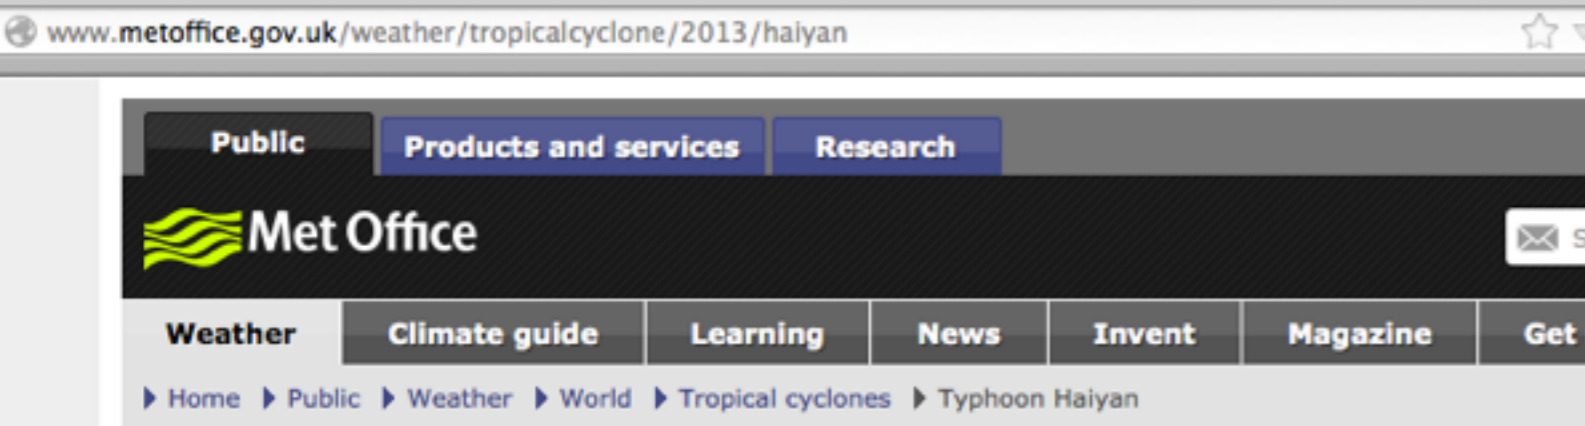 www.metoffice.gov.uk/weather/tropicalcyclone/2013/haiyan
Public Products and services Research
Met Office
S
Weather Climate guide Learning News Invent Magazine Get
Home Public Weather World Tropical cyclones Typhoon Haiyan